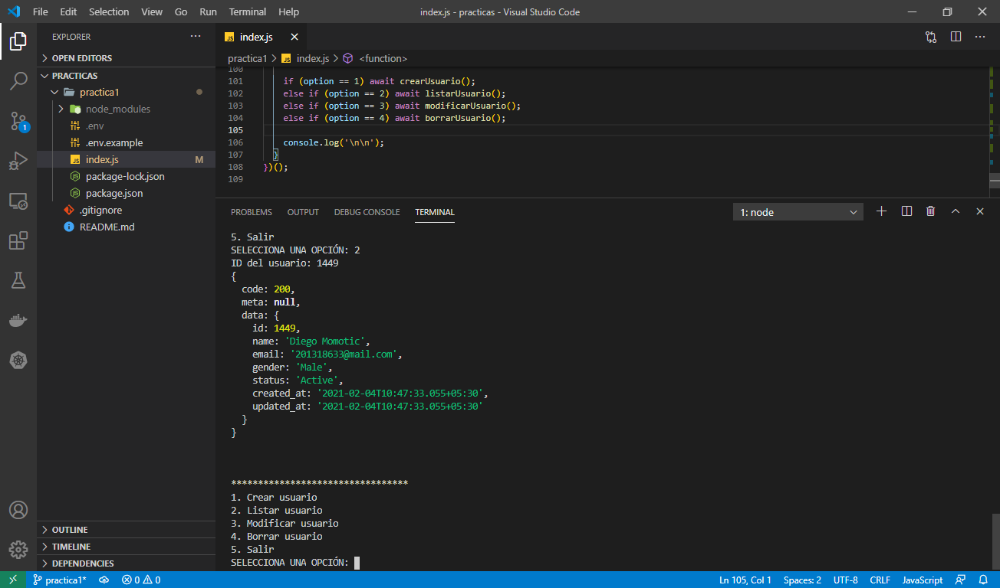 File Edit Selection View Go Run Terminal Help index.js - practicas - Visual Studio Code
EXPLORER
OPEN EDITORS
PRACTICAS
practica1
node_modules
.env
.env.example
index.js M
package-lock.json
package.json
.gitignore
README.md
OUTLINE
TIMELINE
DEPENDENCIES
1
JS index.js
practica1 > JS index.js > <function>
100
101 if (option == 1) await crearUsuario();
102 else if (option == 2) await listarUsuario();
103 else if (option == 3) await modificarUsuario();
104 else if (option == 4) await borrarUsuario();
105
106 console.log('\n\n');
107 }
108 })();
109
PROBLEMS OUTPUT DEBUG CONSOLE TERMINAL 1: node
5. Salir
SELECCIONA UNA OPCIÓN: 2
ID del usuario: 1449
{
code: 200,
meta: null,
data: {
id: 1449,
name: 'Diego Momotic',
email: '201318633@mail.com',
gender: 'Male',
status: 'Active',
created_at: '2021-02-04T10:47:33.055+05:30',
updated_at: '2021-02-04T10:47:33.055+05:30'
}
}
*********************************
1. Crear usuario
2. Listar usuario
3. Modificar usuario
4. Borrar usuario
5. Salir
SELECCIONA UNA OPCIÓN:
practica1* 0 0 Ln 105, Col 1 Spaces: 2 UTF-8 CRLF JavaScript